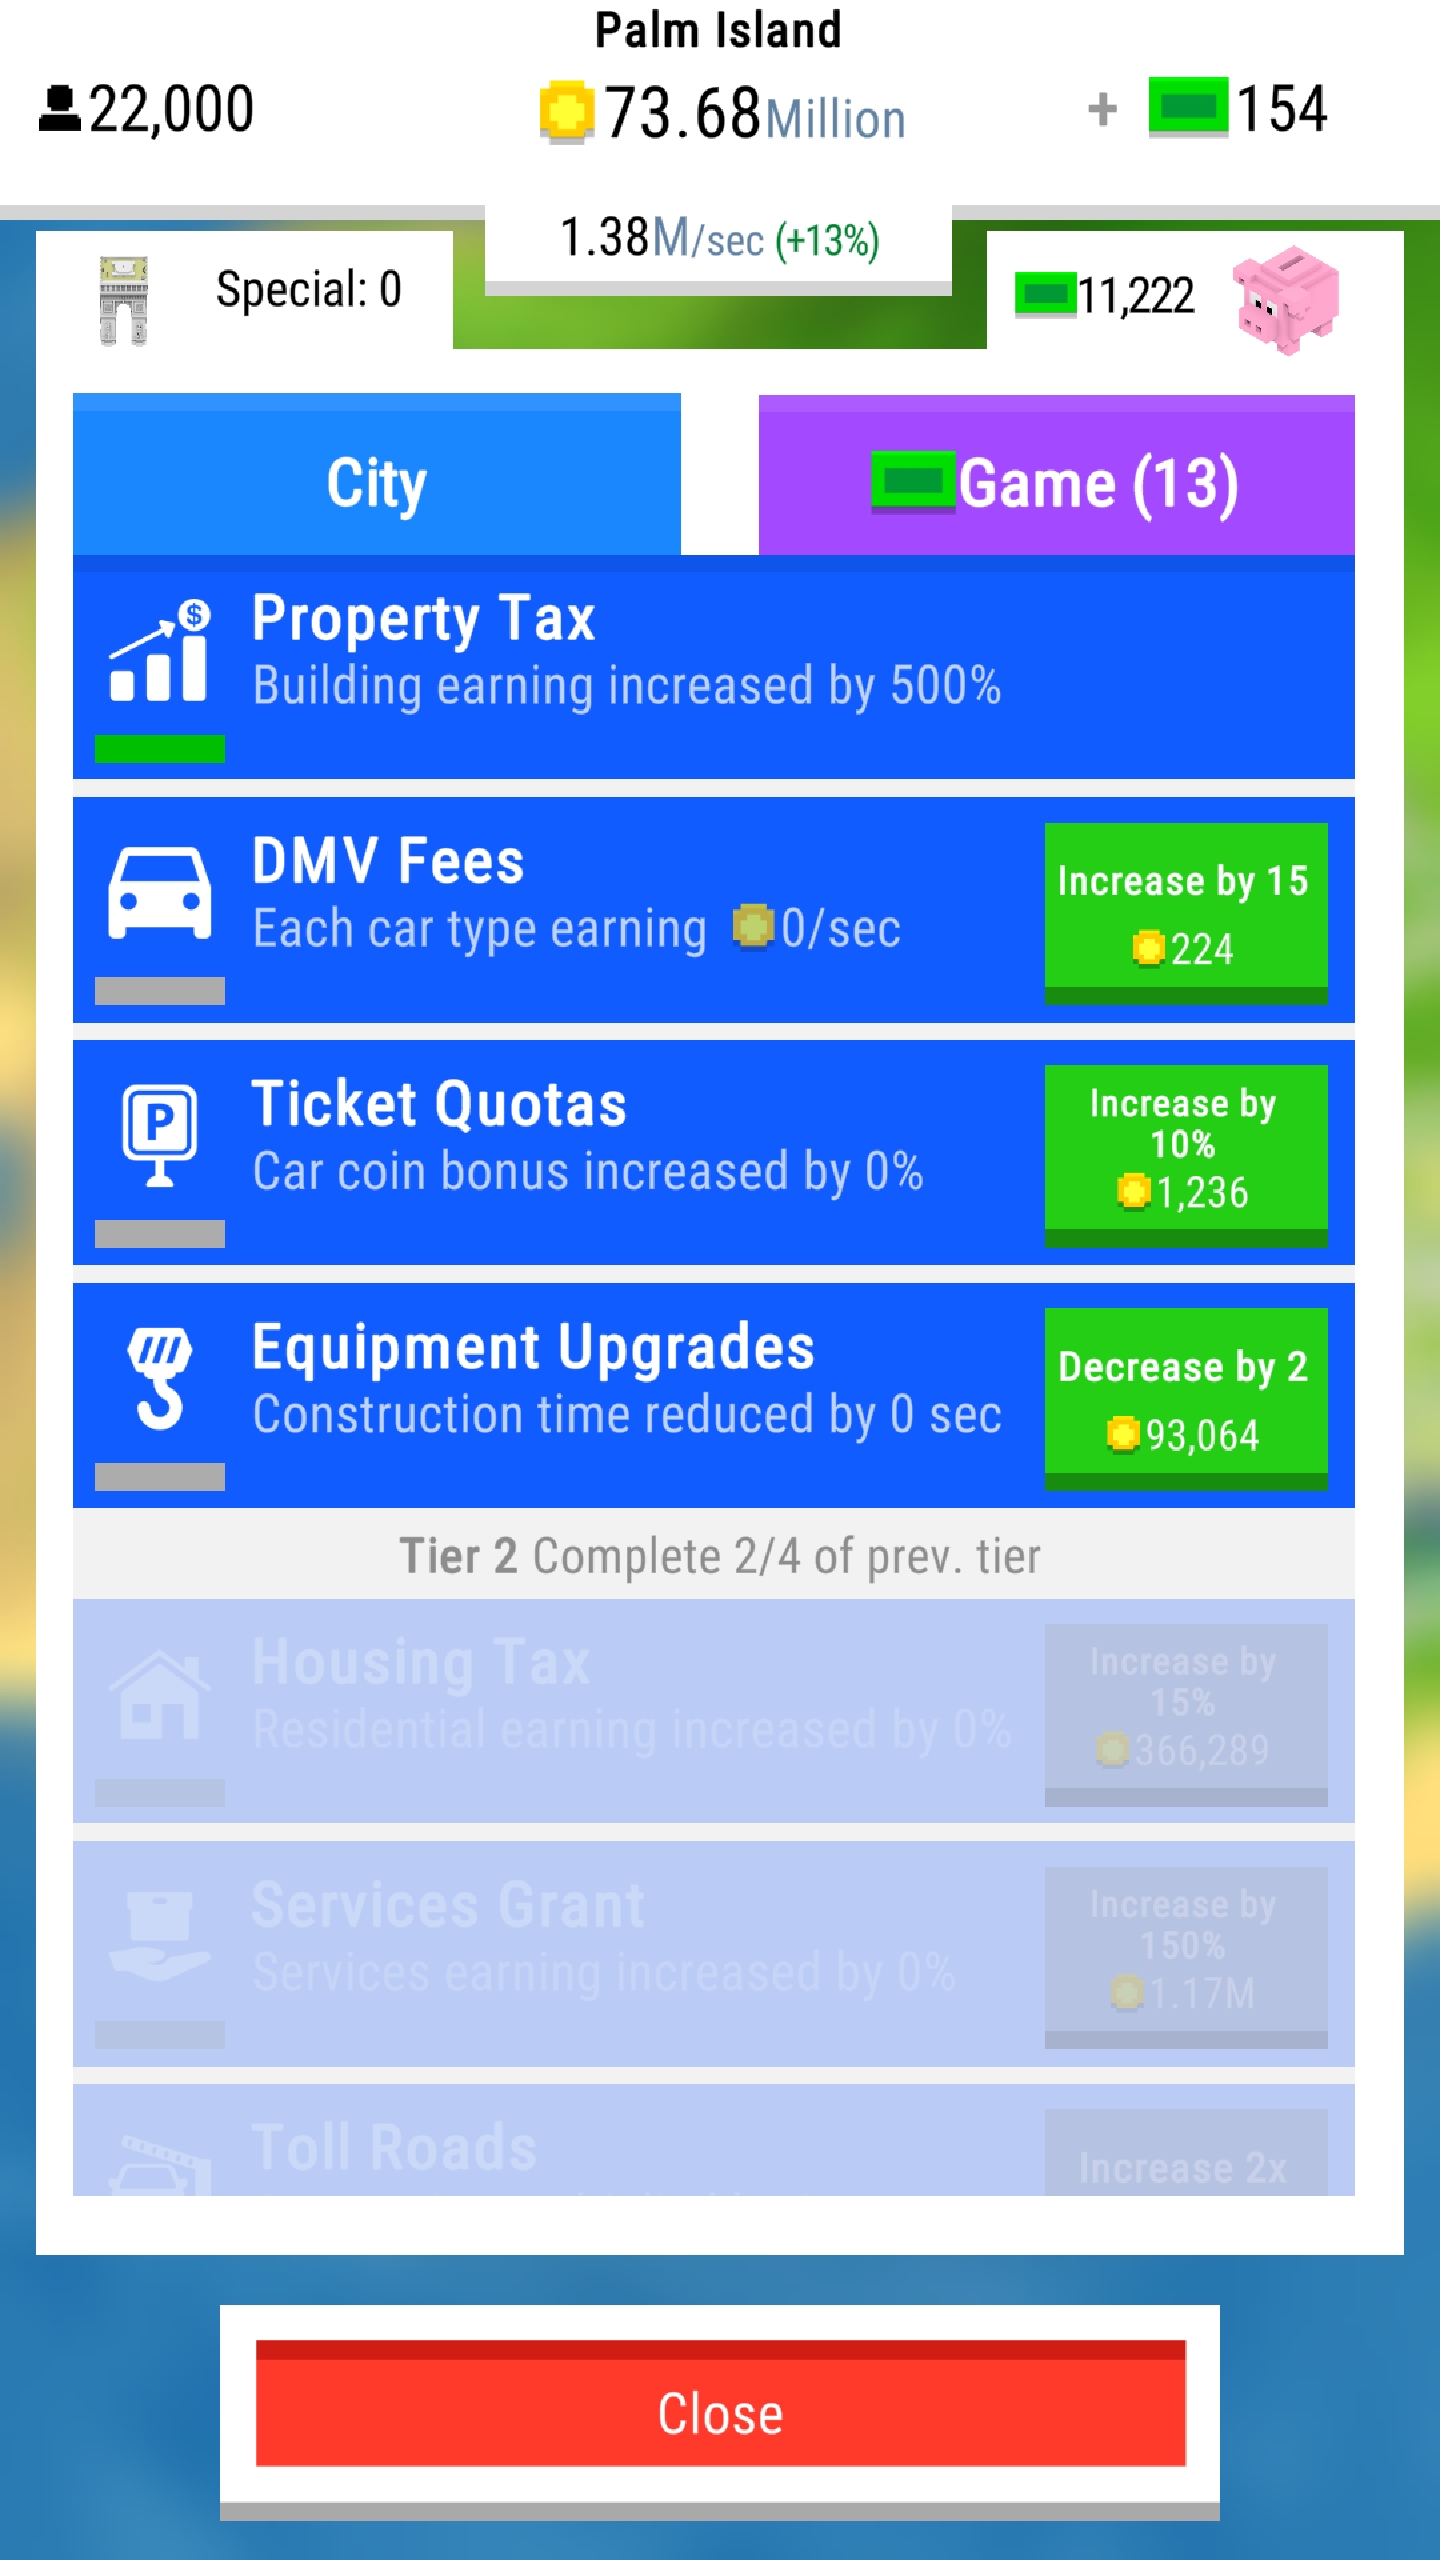 Palm Island
22,000
73.68Million
+ 154
1.38M/sec (+13%)
Special: 0
11,222
City
Game (13)
$
Property Tax
Building earning increased by 500%
DMV Fees
Each car type earning 0/sec
Increase by 15
224
P
Ticket Quotas
Car coin bonus increased by 0%
Increase by
10%
1,236
Equipment Upgrades
Construction time reduced by 0 sec
Decrease by 2
93,064
Tier 2 Complete 2/4 of prev. tier
Housing Tax
Residential earning increased by 0%
Increase by
15%
366,289
Services Grant
Services earning increased by 0%
Increase by
150%
1.17M
Toll Roads
Increase 2x
Close